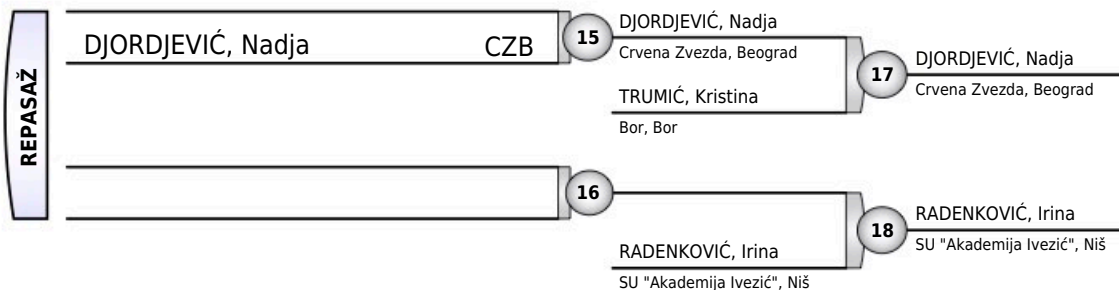 REPASAŽ
DJORDJEVIĆ, Nadja CZB
15
DJORDJEVIĆ, Nadja
Crvena Zvezda, Beograd
TRUMIĆ, Kristina
Bor, Bor
17
DJORDJEVIĆ, Nadja
Crvena Zvezda, Beograd
16
RADENKOVIĆ, Irina
SU "Akademija Ivezić", Niš
18
RADENKOVIĆ, Irina
SU "Akademija Ivezić", Niš